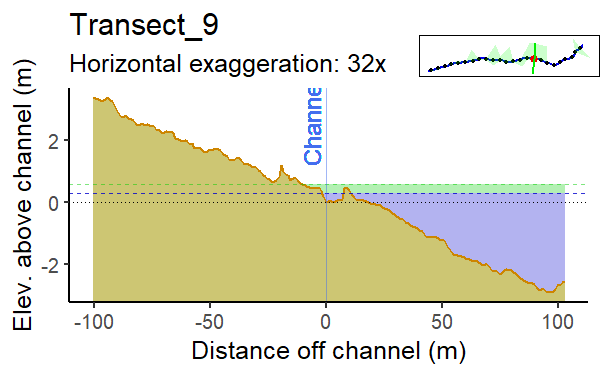 Transect_9
Horizontal exaggeration: 32x
Elev. above channel (m)
2
0
-2
-100
-50
0
50
100
Distance off channel (m)